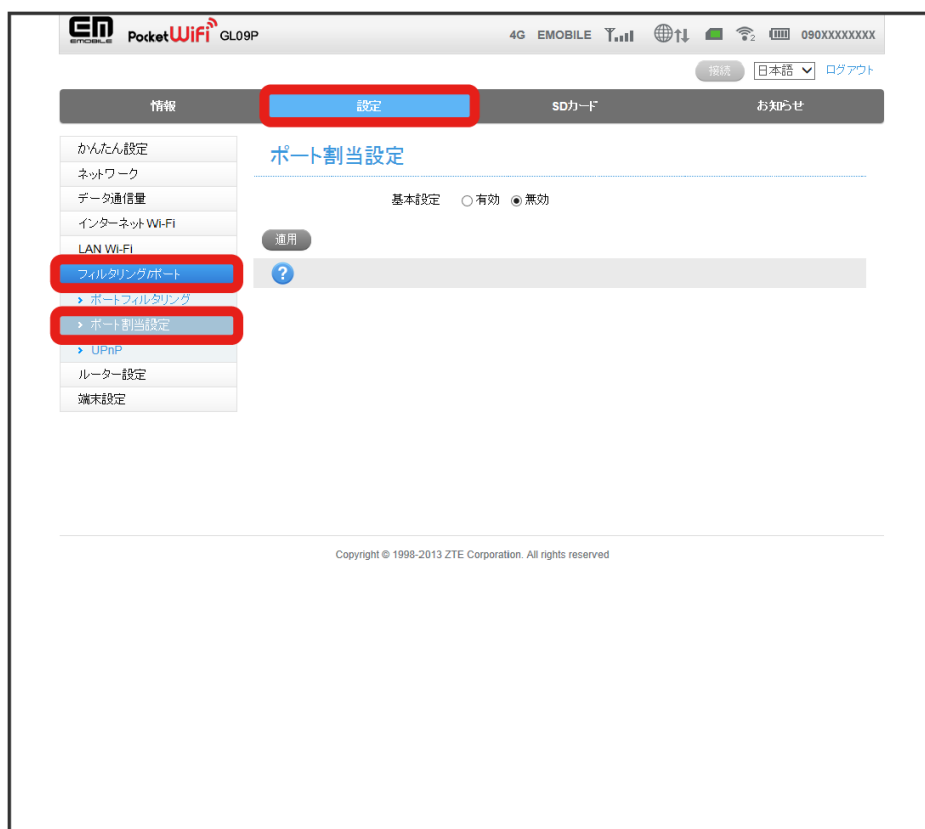 EM
EMOBILE
PocketWiFi GL09P
4G EMOBILE 2 090XXXXXXXX
接続 日本語 ログアウト
情報 設定 SDカード お知らせ
かんたん設定
ネットワーク
データ通信量
インターネットWi-Fi
LAN Wi-Fi
フィルタリング/ポート
ポートフィルタリング
ポート割当設定
UPnP
ルーター設定
端末設定
ポート割当設定
基本設定 有効 無効
適用
?
Copyright © 1998-2013 ZTE Corporation. All rights reserved